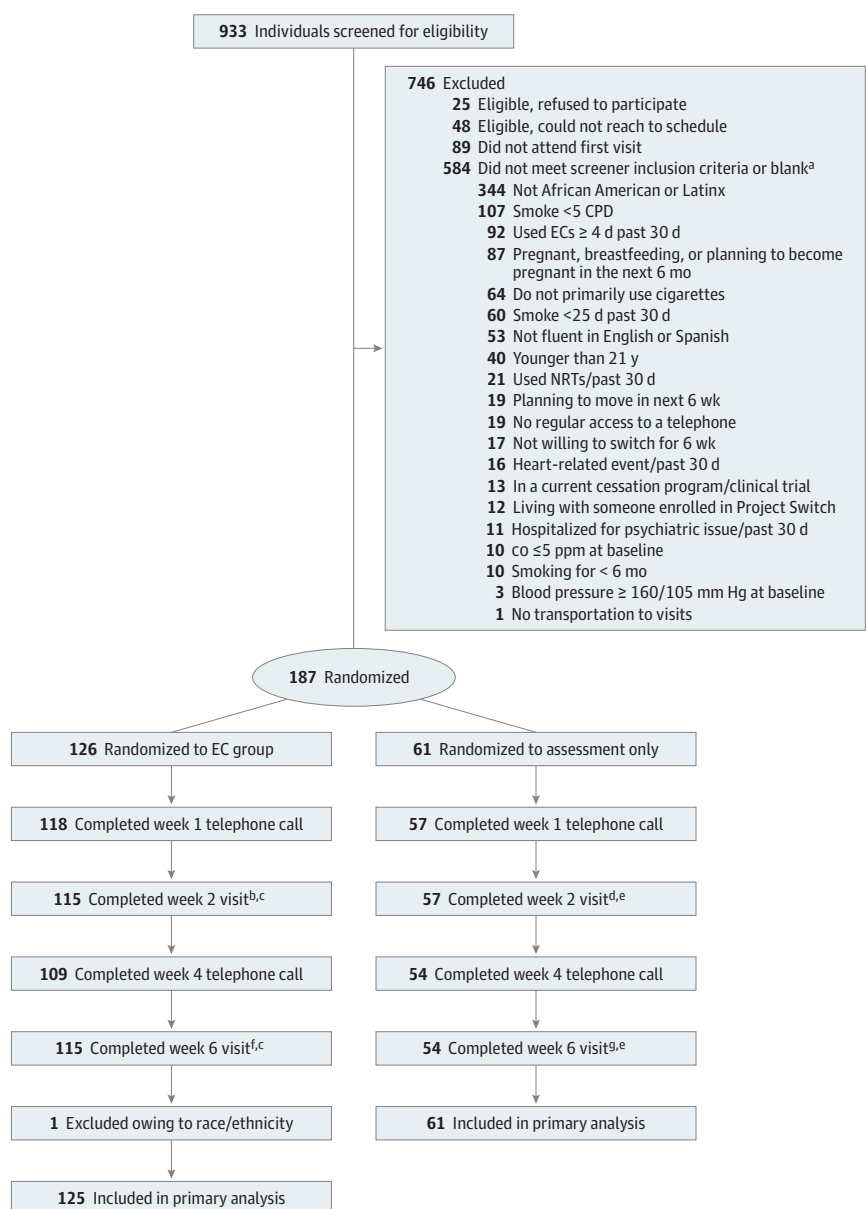 933 Individuals screened for eligibility
746 Excluded
25 Eligible, refused to participate
48 Eligible, could not reach to schedule
89 Did not attend first visit
584 Did not meet screener inclusion criteria or blankᵃ
344 Not African American or Latinx
107 Smoke <5 CPD
92 Used ECs ≥ 4 d past 30 d
87 Pregnant, breastfeeding, or planning to become
pregnant in the next 6 mo
64 Do not primarily use cigarettes
60 Smoke <25 d past 30 d
53 Not fluent in English or Spanish
40 Younger than 21 y
21 Used NRTs/past 30 d
19 Planning to move in next 6 wk
19 No regular access to a telephone
17 Not willing to switch for 6 wk
16 Heart-related event/past 30 d
13 In a current cessation program/clinical trial
12 Living with someone enrolled in Project Switch
11 Hospitalized for psychiatric issue/past 30 d
10 CO ≤5 ppm at baseline
10 Smoking for < 6 mo
3 Blood pressure ≥ 160/105 mm Hg at baseline
1 No transportation to visits
187 Randomized
126 Randomized to EC group
61 Randomized to assessment only
118 Completed week 1 telephone call
57 Completed week 1 telephone call
115 Completed week 2 visitᵇ,ᶜ
57 Completed week 2 visitᵈ,ᵉ
109 Completed week 4 telephone call
54 Completed week 4 telephone call
115 Completed week 6 visitᶠ,ᶜ
54 Completed week 6 visitᵍ,ᵉ
1 Excluded owing to race/ethnicity
61 Included in primary analysis
125 Included in primary analysis